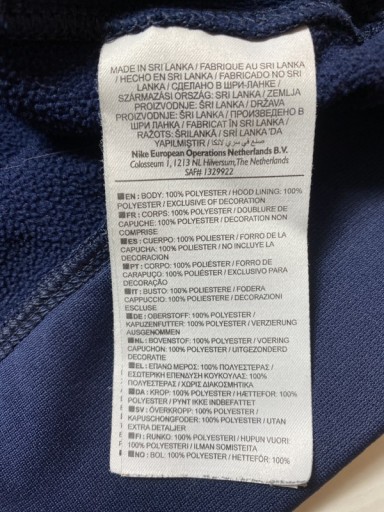 MADE IN SRI LANKA / FABRIQUE AU SRI LANKA
/ HECHO EN SRI LANKA / FABRICADO NO SRI
LANKA / СДЕЛАНО В ШРИ-ЛАНКЕ /
SZÁRMAZÁSI ORSZÁG: SRI LANKA / ZEMLJA
PROIZVODNJE: ŠRI LANKA / DRŽAVA
PROIZVODNJE: ŠRI LANKA / ПРОИЗВЕДЕНО В
ШРИ ЛАНКА / FABRICAT ÎN SRI LANKA /
RAŽOTS: ŠRILANKĀ / SRI LANKA 'DA
YAPILMIŞTIR / صنع في سري لانكا
Nike European Operations Netherlands B.V.
Colosseum 1, 1213 NL Hilversum, The Netherlands
SAF# 1329922
EN: BODY: 100% POLYESTER / HOOD LINING: 100%
POLYESTER / EXCLUSIVE OF DECORATION
FR: CORPS: 100% POLYESTER / DOUBLURE DE
CAPUCHE: 100% POLYESTER / DECORATION NON
COMPRISE
ES: CUERPO: 100% POLIESTER / FORRO DE LA
CAPUCHA: 100% POLIESTER / NO INCLUYE LA
DECORACION
PT: CORPO: 100% POLIÉSTER / FORRO DE
CARAPUÇO: 100% POLIÉSTER / EXCLUSIVO PARA
DECORAÇÃO
IT: BUSTO: 100% POLIESTERE / FODERA
CAPPUCCIO: 100% POLIESTERE / DECORAZIONI
ESCLUSE
DE: OBERSTOFF: 100% POLYESTER /
KAPUZENFUTTER: 100% POLYESTER / VERZIERUNG
AUSGENOMMEN
NL: BOVENSTOF: 100% POLYESTER / VOERING
CAPUCHON: 100% POLYESTER / UITGEZONDERD
DECORATIE
EL: ΕΠΑΝΩ ΜΕΡΟΣ: 100% ΠΟΛΥΕΣΤΕΡΑΣ /
ΕΣΩΤΕΡΙΚΗ ΕΠΕΝΔΥΣΗ ΚΟΥΚΟΥΛΑΣ: 100%
ΠΟΛΥΕΣΤΕΡΑΣ / ΧΩΡΙΣ ΔΙΑΚΟΣΜΗΤΙΚΑ
DA: KROP: 100% POLYESTER / HÆTTEFOR: 100%
POLYESTER / PYNT IKKE INDBEFATTET
SV: ÖVERKROPP: 100% POLYESTER /
KAPUSCHONGFODER: 100% POLYESTER / UTAN
EXTRA DETALJER
FI: RUNKO: 100% POLYESTERI / HUPUN VUORI:
100% POLYESTERI / ILMAN SOMISTEITA
NO: BOL: 100% POLYESTER / HETTEFÔR: 100%